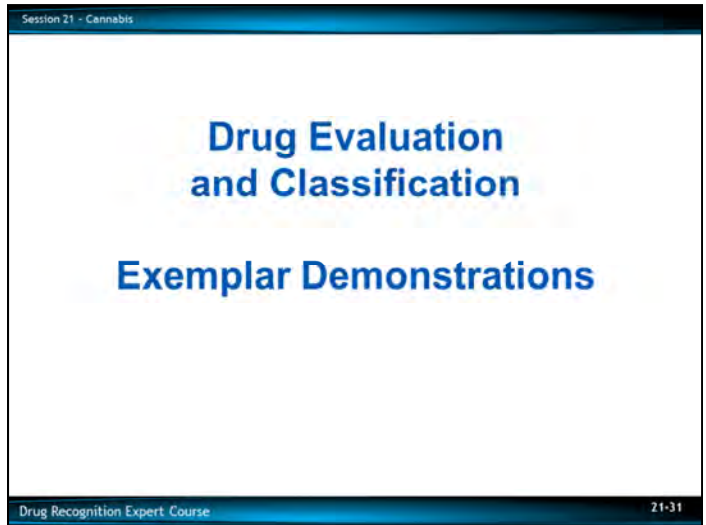 Session 21 - Cannabis
Drug Evaluation
and Classification
Exemplar Demonstrations
Drug Recognition Expert Course
21-31